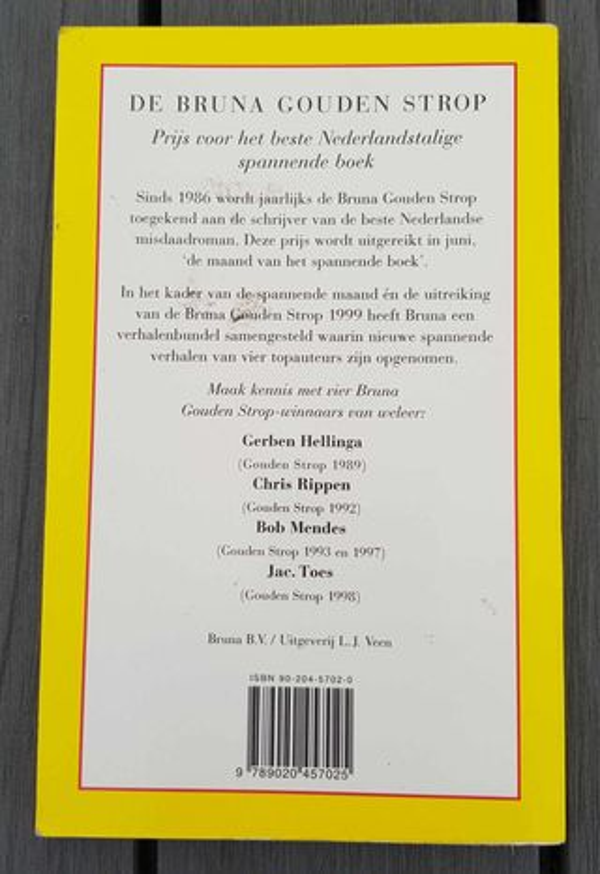 DE BRUNA GOUDEN STROP
Prijs voor het beste Nederlandstalige
spannende boek
Sinds 1986 wordt jaarlijks de Bruna Gouden Strop
toegekend aan de schrijver van de beste Nederlandse
misdaadroman. Deze prijs wordt uitgereikt in juni,
‘de maand van het spannende boek’.
In het kader van de spannende maand én de uitreiking
van de Bruna Gouden Strop 1999 heeft Bruna een
verhalenbundel samengesteld waarin nieuwe spannende
verhalen van vier topauteurs zijn opgenomen.
Maak kennis met vier Bruna
Gouden Strop-winnaars van weleer:
Gerben Hellinga
(Gouden Strop 1989)
Chris Rippen
(Gouden Strop 1992)
Bob Mendes
(Gouden Strop 1993 en 1997)
Jac. Toes
(Gouden Strop 1998)
Bruna B.V. / Uitgeverij L.J. Veen
ISBN 90-204-5702-0
9 789020 457025